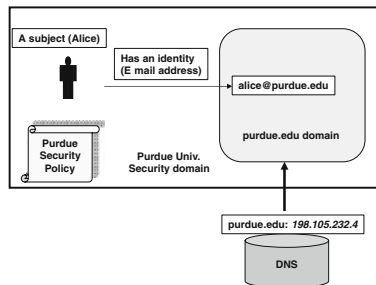 A subject (Alice)
Has an identity
(E mail address)
alice@purdue.edu
purdue.edu domain
Purdue
Security
Policy
Purdue Univ.
Security domain
purdue.edu: 198.105.232.4
DNS